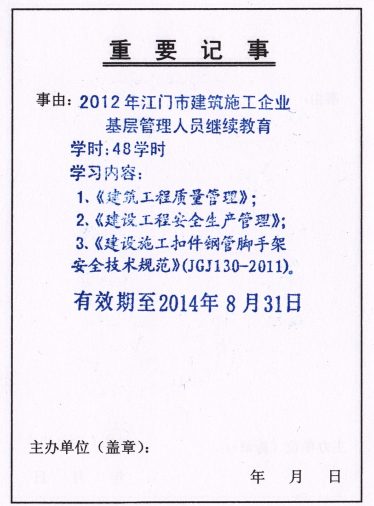 重要记事
事由：2012年江门市建筑施工企业
基层管理人员继续教育
学时：48学时
学习内容：
1、《建筑工程质量管理》；
2、《建设工程安全生产管理》；
3、《建设施工扣件钢管脚手架
安全技术规范》(JGJ130-2011)。
有效期至2014年8月31日
主办单位（盖章）：
年 月 日